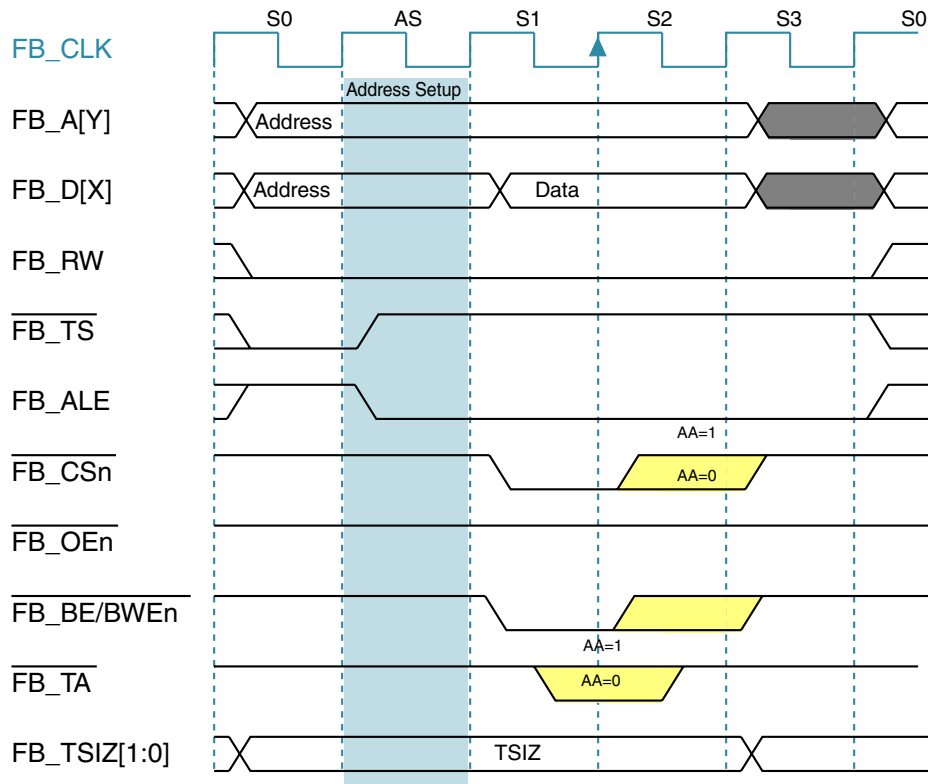 S0 AS S1 S2 S3 S0
FB_CLK
Address Setup
FB_A[Y] Address
FB_D[X] Address Data
FB_RW
FB_TS
FB_ALE
AA=1
FB_CSn AA=0
FB_OEn
FB_BE/BWEn
AA=1
FB_TA AA=0
FB_TSIZ[1:0] TSIZ